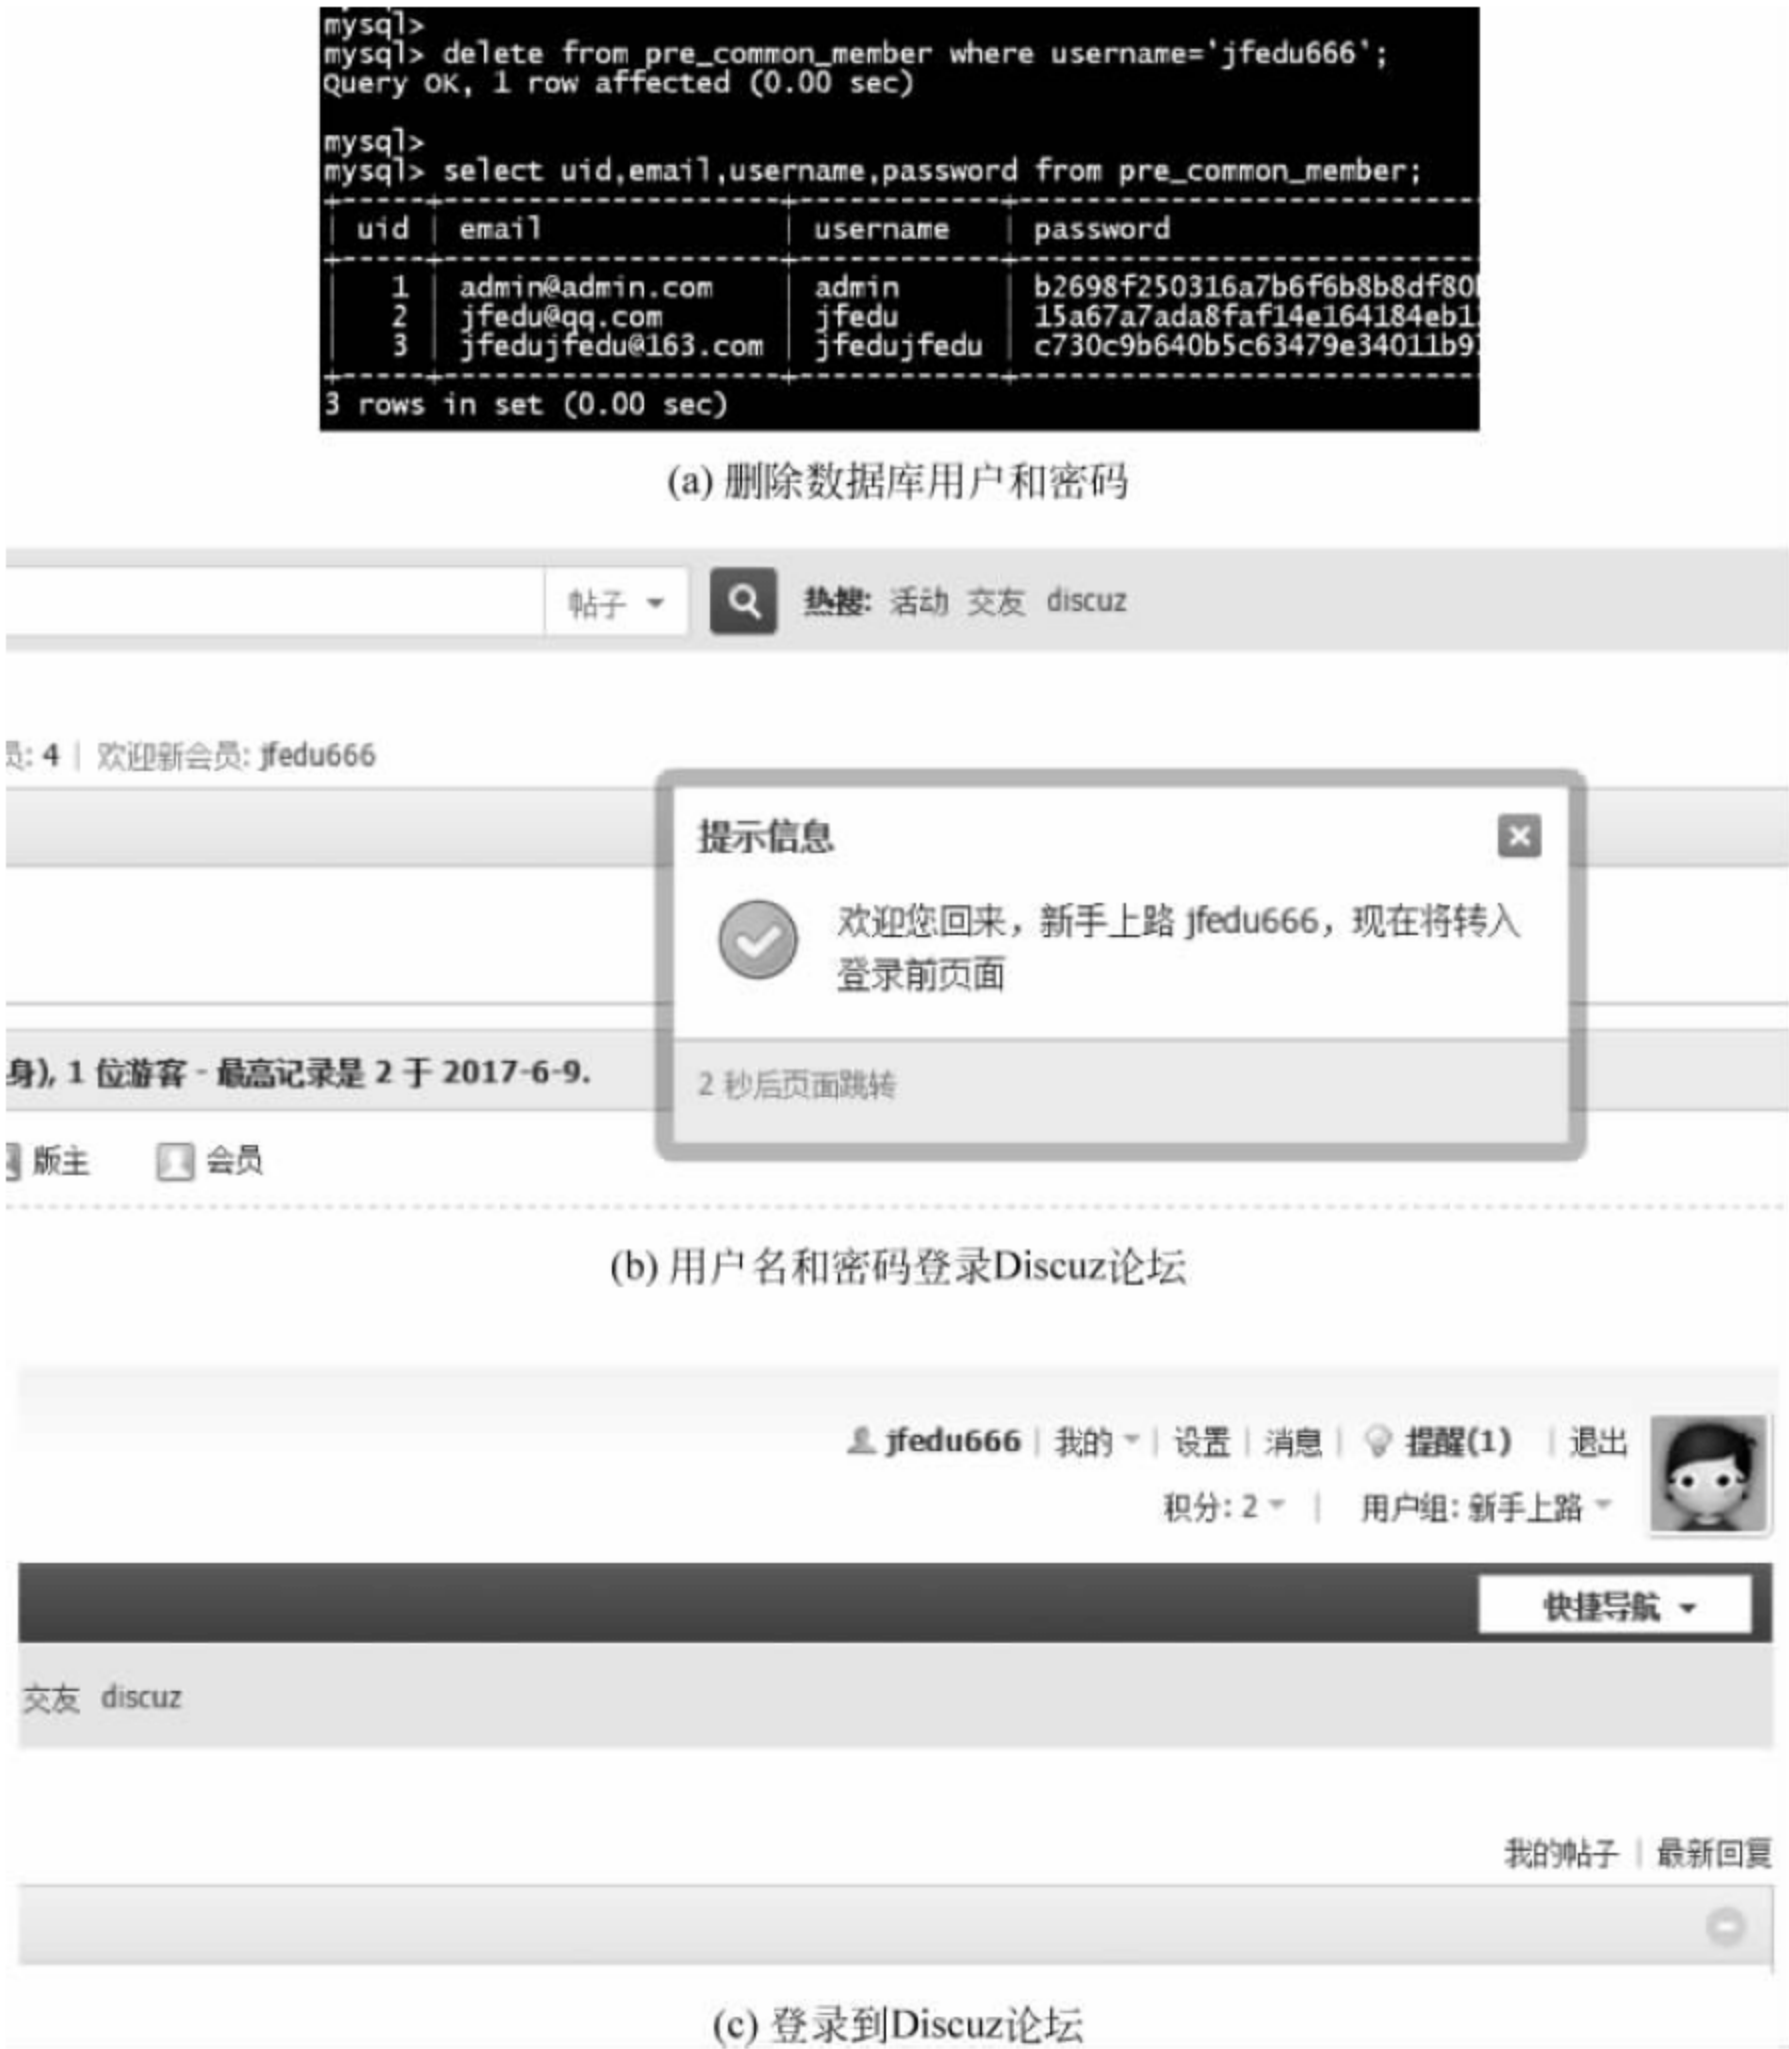 mysql>
mysql> delete from pre_common_member where username='jfedu666';
Query OK, 1 row affected (0.00 sec)
mysql>
mysql> select uid,email,username,password from pre_common_member;
uid | email | username | password
1 | admin@admin.com | admin | b2698f250316a7b6f6b8b8df80
2 | jfedu@qq.com | jfedu | 15a67a7ada8faf14e164184eb1
3 | jfedujfedu@163.com | jfedujfedu | c730c9b640b5c63479e34011b9
3 rows in set (0.00 sec)
(a) 删除数据库用户和密码
帖子 热搜: 活动 交友 discuz
员: 4 | 欢迎新会员: jfedu666
提示信息
欢迎您回来，新手上路 jfedu666，现在将转入
登录前页面
身), 1 位游客 - 最高记录是 2 于 2017-6-9.
2 秒后页面跳转
版主 会员
(b) 用户名和密码登录Discuz论坛
jfedu666 | 我的 | 设置 | 消息 | 提醒(1) | 退出
积分: 2 | 用户组: 新手上路
快捷导航
交友 discuz
我的帖子 | 最新回复
(c) 登录到Discuz论坛